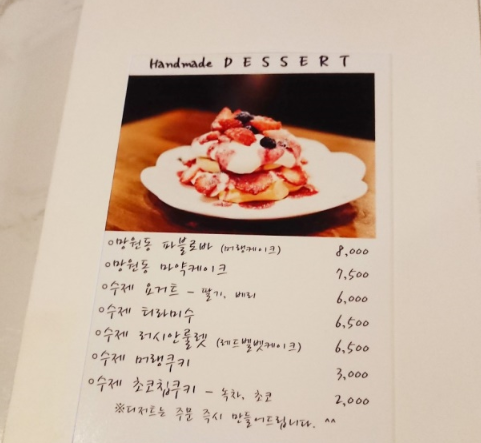 Handmade DESSERT
○망원동 파블로바 (머랭케이크) 8,000
○망원동 마약케이크 7,500
○수제 요거트 - 딸기, 베리 6,000
○수제 티라미수 6,500
○수제 러시안룰렛 (레드벨벳케이크) 6,500
○수제 머랭쿠키 3,000
○수제 초코칩쿠키 - 녹차, 초코 2,000
※디저트는 주문 즉시 만들어드립니다. ^^